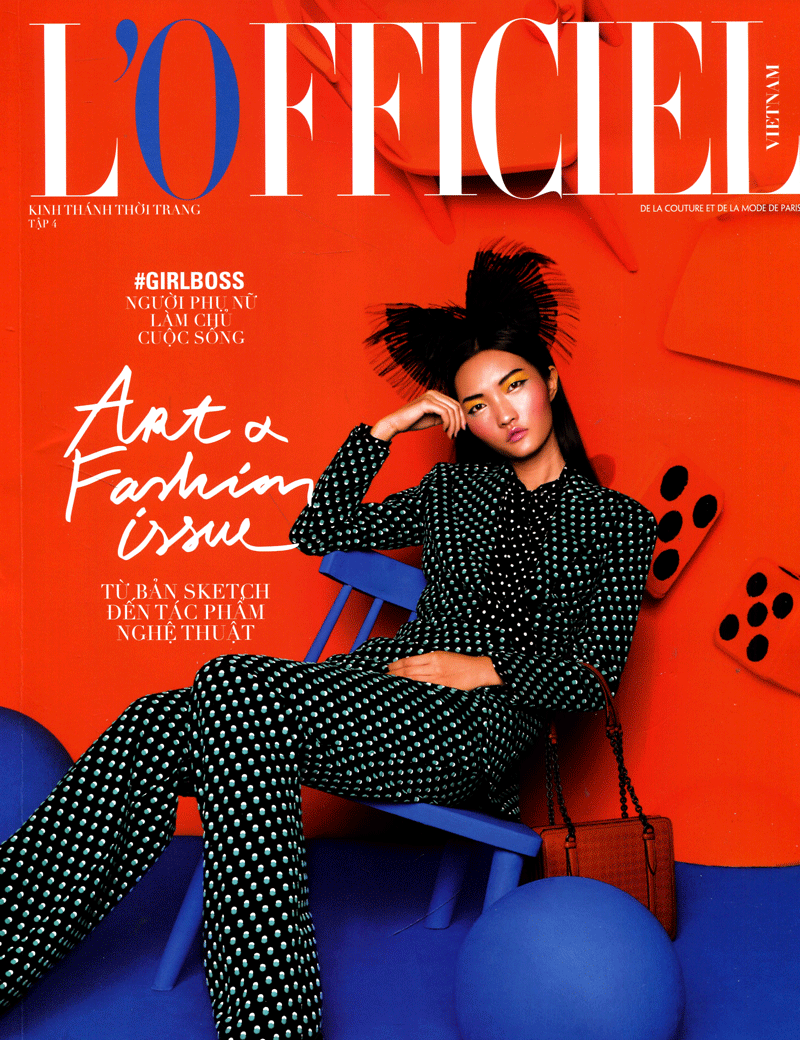 L'OFFICIEL
VIETNAM
KINH THÁNH THỜI TRANG
TẬP 4
DE LA COUTURE ET DE LA MODE DE PARIS
#GIRLBOSS
NGƯỜI PHỤ NỮ
LÀM CHỦ
CUỘC SỐNG
Art &
Fashion
issue
TỪ BẢN SKETCH
ĐẾN TÁC PHẨM
NGHỆ THUẬT